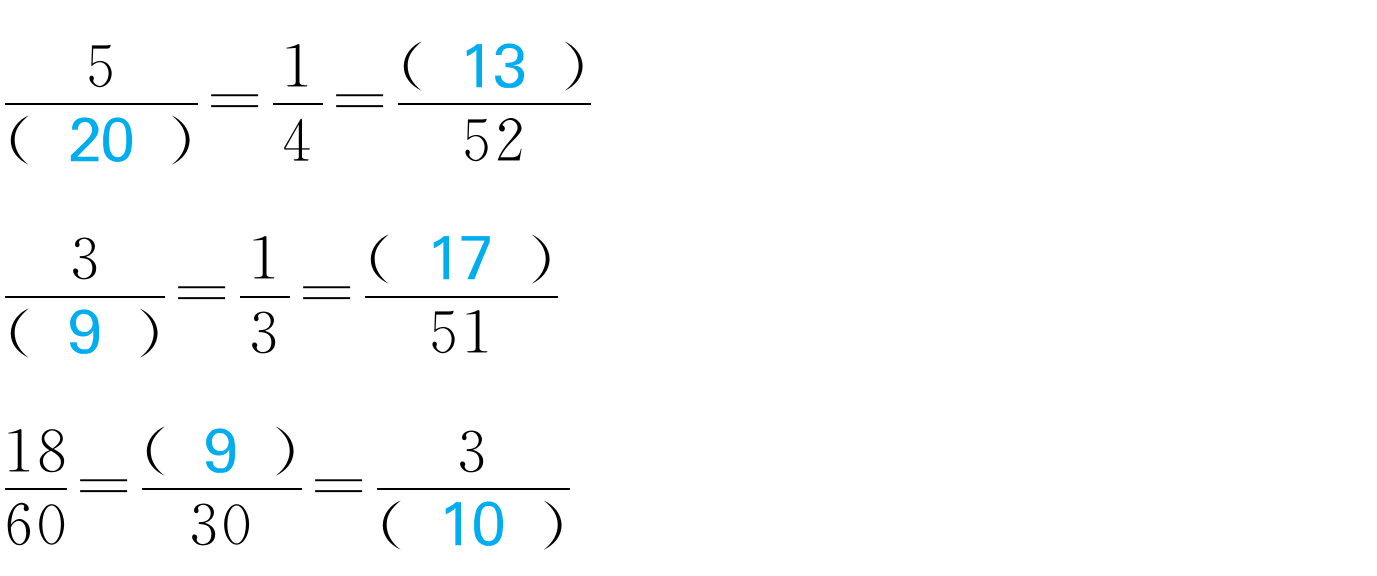 5/( 20 ) = 1/4 = ( 13 )/52
3/( 9 ) = 1/3 = ( 17 )/51
18/60 = ( 9 )/30 = 3/( 10 )